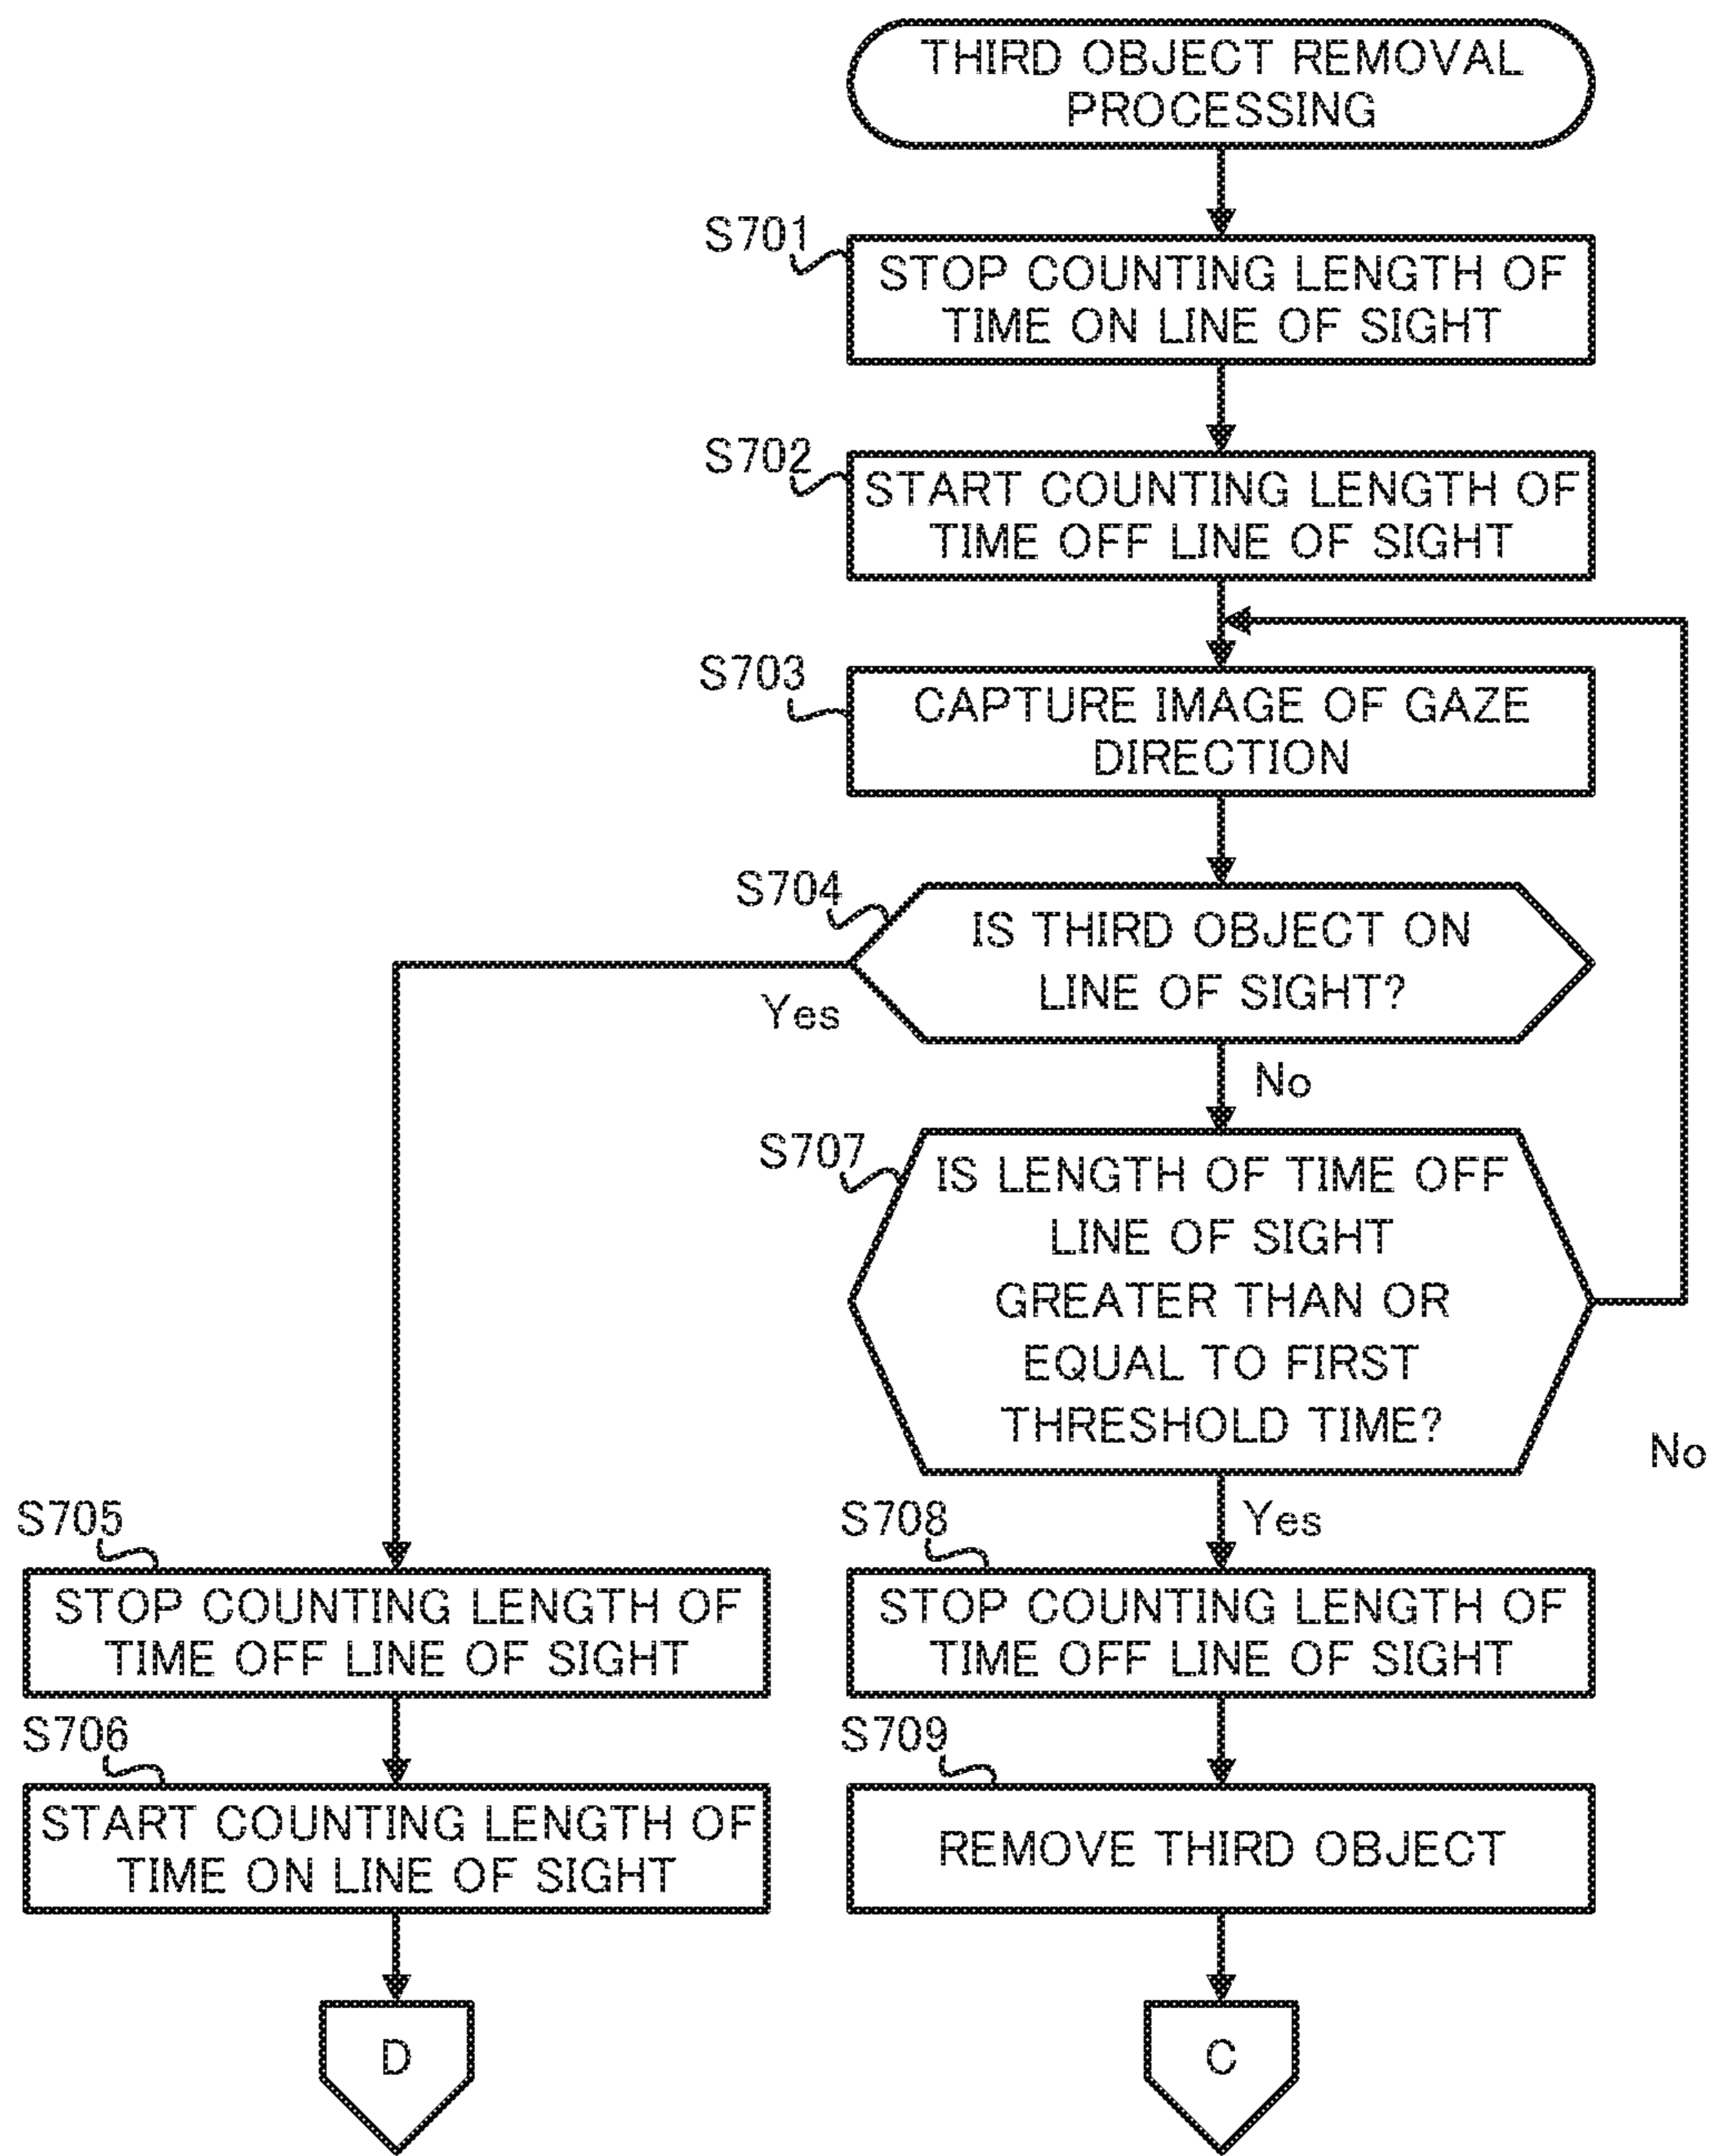 THIRD OBJECT REMOVAL
PROCESSING
S701
STOP COUNTING LENGTH OF
TIME ON LINE OF SIGHT
S702
START COUNTING LENGTH OF
TIME OFF LINE OF SIGHT
S703
CAPTURE IMAGE OF GAZE
DIRECTION
S704
IS THIRD OBJECT ON
LINE OF SIGHT?
Yes
No
S707
IS LENGTH OF TIME OFF
LINE OF SIGHT
GREATER THAN OR
EQUAL TO FIRST
THRESHOLD TIME?
No
Yes
S705
STOP COUNTING LENGTH OF
TIME OFF LINE OF SIGHT
S706
START COUNTING LENGTH OF
TIME ON LINE OF SIGHT
D
S708
STOP COUNTING LENGTH OF
TIME OFF LINE OF SIGHT
S709
REMOVE THIRD OBJECT
C